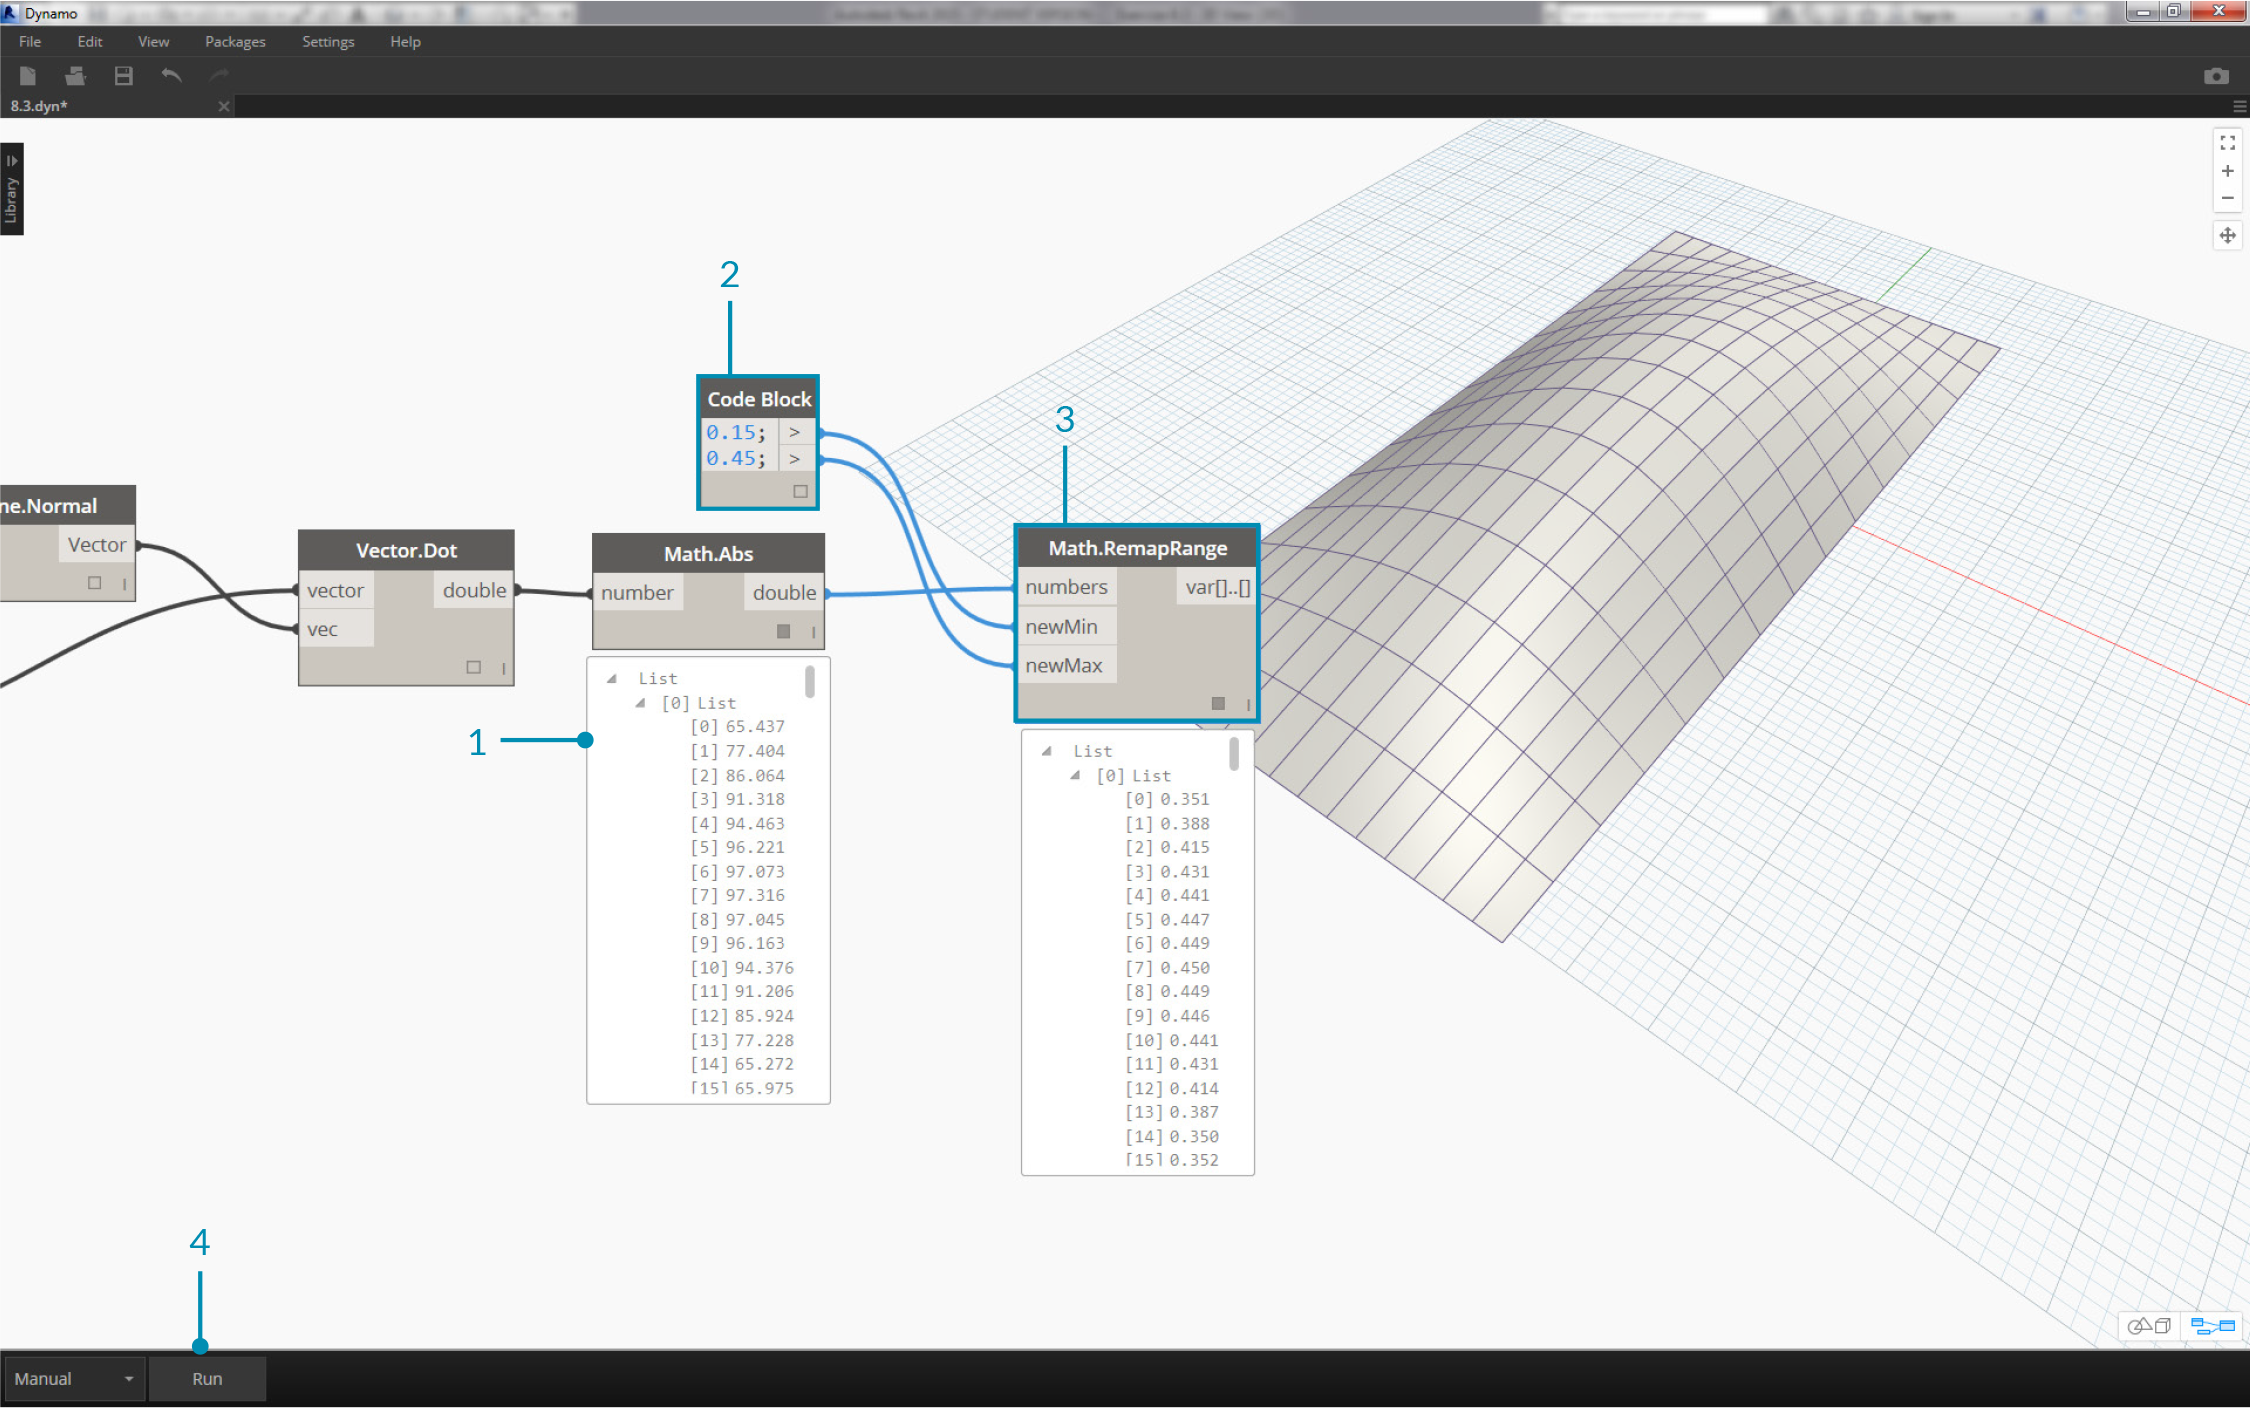 Dynamo
File Edit View Packages Settings Help
8.3.dyn*
Library
2
Code Block
0.15; >
0.45; >
3
ne.Normal
Vector
Vector.Dot
vector double
vec
Math.Abs
number double
Math.RemapRange
numbers var[]..[]
newMin
newMax
1
List
[0] List
[0] 65.437
[1] 77.404
[2] 86.064
[3] 91.318
[4] 94.463
[5] 96.221
[6] 97.073
[7] 97.316
[8] 97.045
[9] 96.163
[10] 94.376
[11] 91.206
[12] 85.924
[13] 77.228
[14] 65.272
[15] 65.975
List
[0] List
[0] 0.351
[1] 0.388
[2] 0.415
[3] 0.431
[4] 0.441
[5] 0.447
[6] 0.449
[7] 0.450
[8] 0.449
[9] 0.446
[10] 0.441
[11] 0.431
[12] 0.414
[13] 0.387
[14] 0.350
[15] 0.352
4
Manual Run